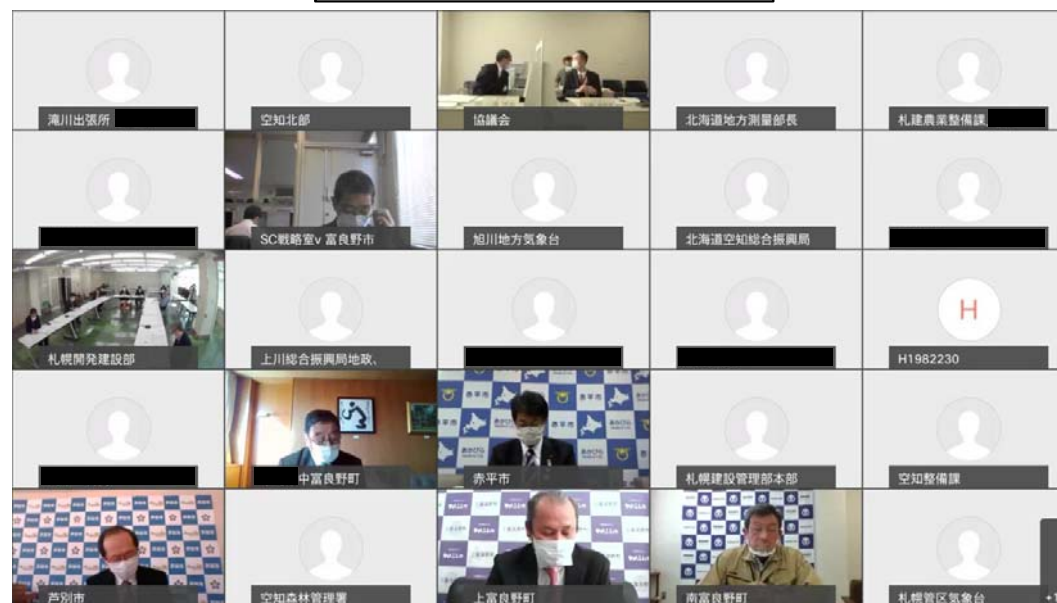 滝川出張所
空知北部
協議会
北海道地方測量部長
札建農業整備課
SC戦略室v 富良野市
旭川地方気象台
北海道空知総合振興局
札幌開発建設部
上川総合振興局地政、
H
H1982230
中富良野町
赤平市
札幌建設管理部本部
空知整備課
芦別市
空知森林管理署
上富良野町
南富良野町
札幌管区気象台